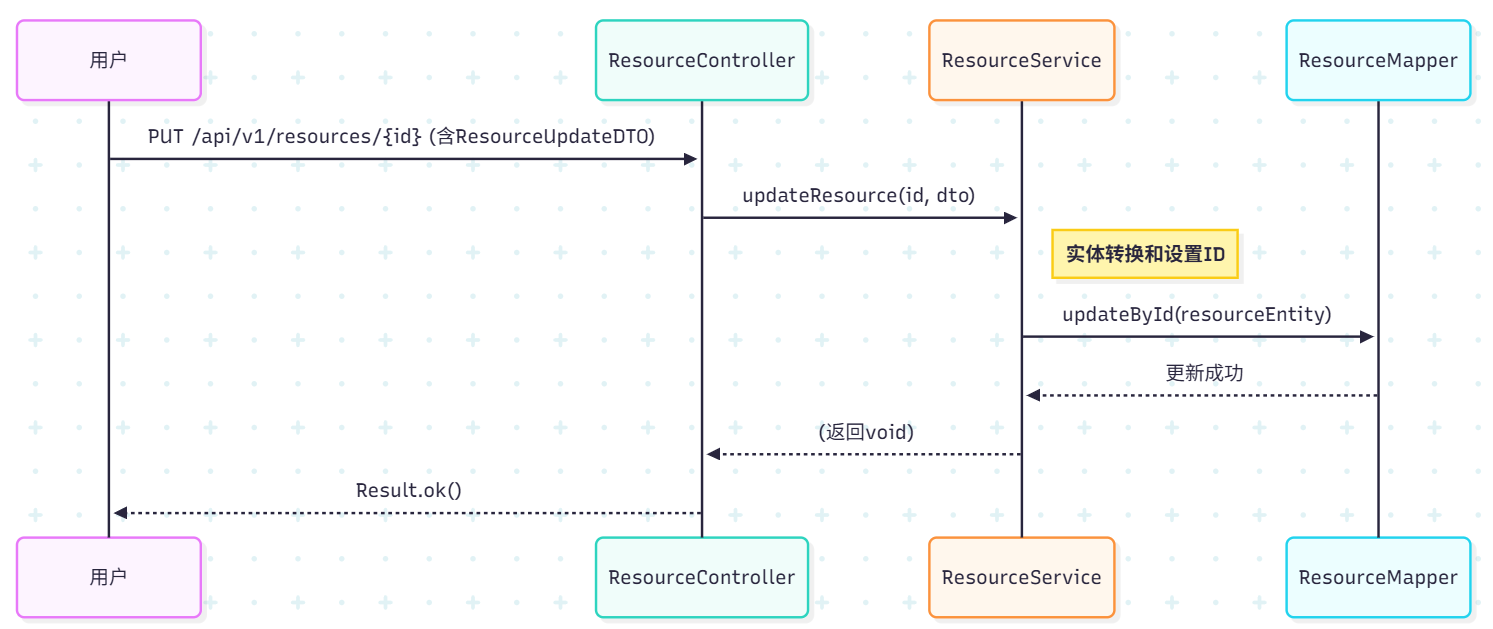 用户
ResourceController
ResourceService
ResourceMapper
PUT /api/v1/resources/{id} (含ResourceUpdateDTO)
updateResource(id, dto)
实体转换和设置ID
updateById(resourceEntity)
更新成功
(返回void)
Result.ok()
用户
ResourceController
ResourceService
ResourceMapper